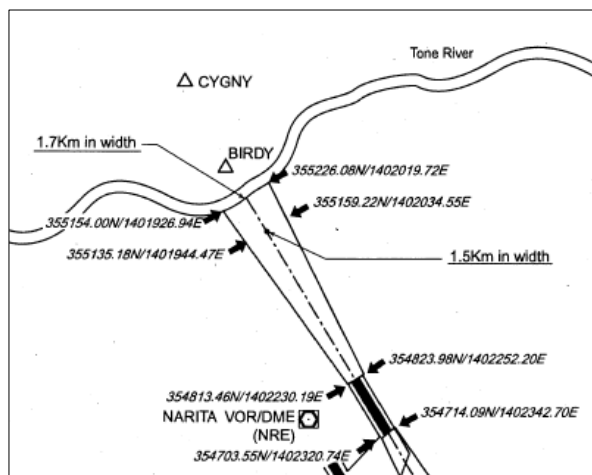 Tone River
CYGNY
1.7Km in width
BIRDY
355226.08N/1402019.72E
355159.22N/1402034.55E
355154.00N/1401926.94E
355135.18N/1401944.47E
1.5Km in width
354823.98N/1402252.20E
354813.46N/1402230.19E
NARITA VOR/DME
(NRE)
354714.09N/1402342.70E
354703.55N/1402320.74E